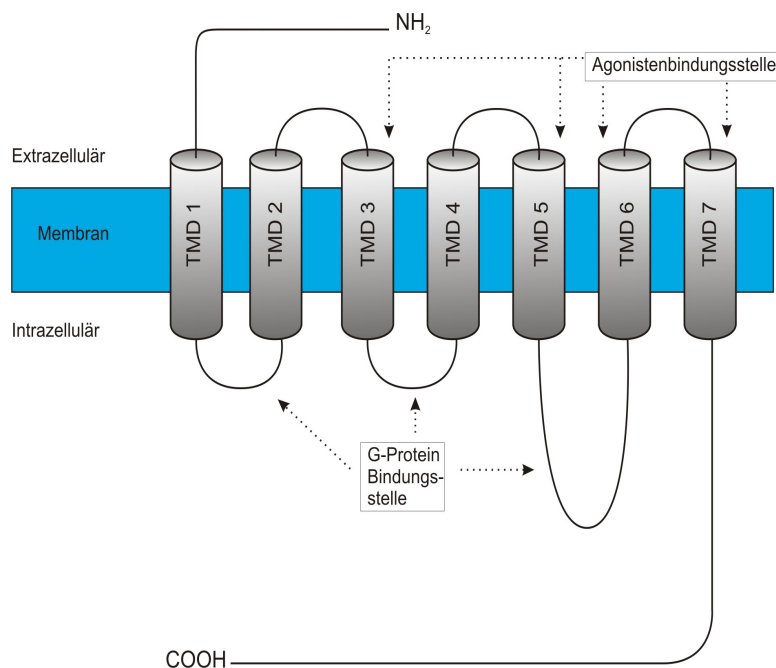 NH2
Agonistenbindungsstelle
Extrazellulär
TMD 1
TMD 2
TMD 3
TMD 4
TMD 5
TMD 6
TMD 7
Membran
Intrazellulär
G-Protein
Bindungs-
stelle
COOH